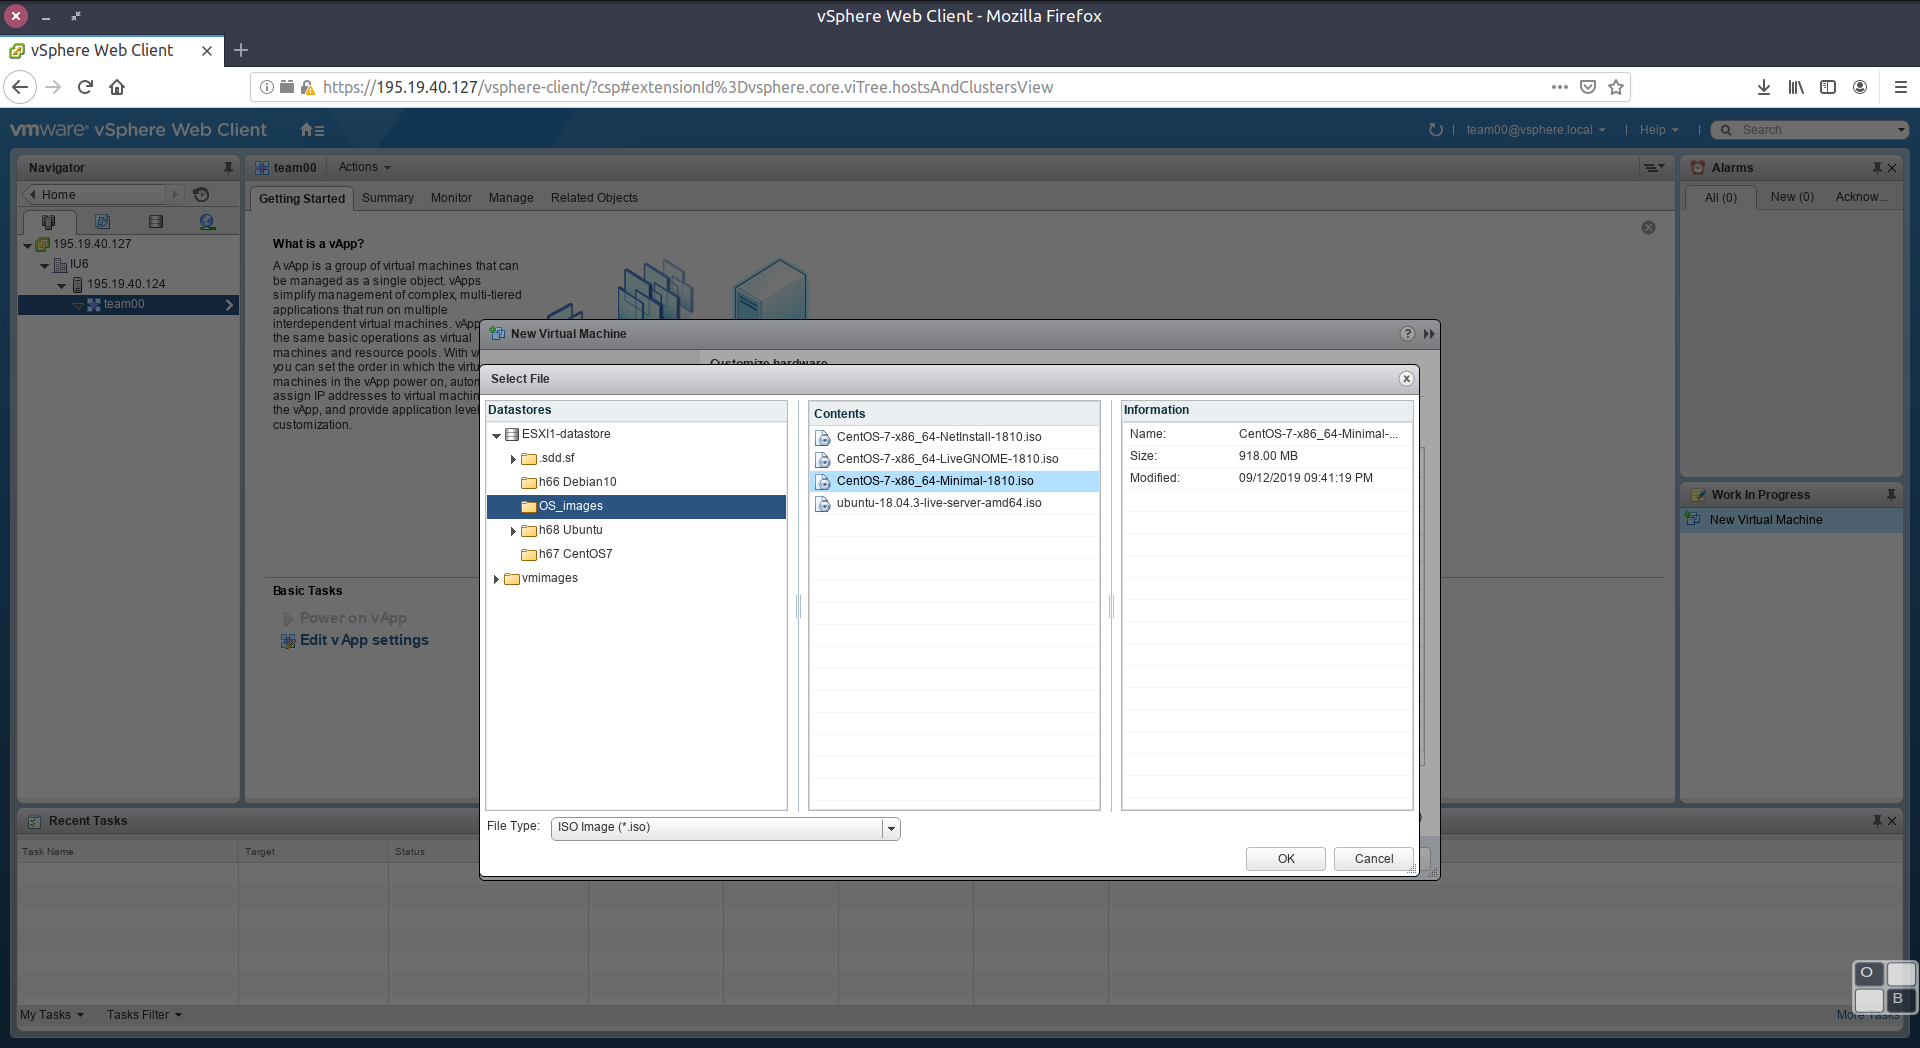 vSphere Web Client - Mozilla Firefox
vSphere Web Client
https://195.19.40.127/vsphere-client/?csp#extensionId%3Dvsphere.core.viTree.hostsAndClustersView
vmware® vSphere Web Client
team00@vsphere.local
Help
Search
Navigator
Home
195.19.40.127
IU6
195.19.40.124
team00
team00
Actions
Getting Started
Summary
Monitor
Manage
Related Objects
What is a vApp?
A vApp is a group of virtual machines that can
be managed as a single object. vApps
simplify management of complex, multi-tiered
applications that run on multiple
interdependent virtual machines. vApp
the same basic operations as virtual
machines and resource pools. With
you can set the order in which the
machines in the vApp power on,
assign IP addresses to virtual
the vApp, and provide application
customization.
Basic Tasks
Power on vApp
Edit vApp settings
New Virtual Machine
Customize hardware
Select File
Datastores
ESXI1-datastore
.sdd.sf
h66 Debian10
OS_images
h68 Ubuntu
h67 CentOS7
vmimages
Contents
CentOS-7-x86_64-NetInstall-1810.iso
CentOS-7-x86_64-LiveGNOME-1810.iso
CentOS-7-x86_64-Minimal-1810.iso
ubuntu-18.04.3-live-server-amd64.iso
Information
Name: CentOS-7-x86_64-Minimal-...
Size: 918.00 MB
Modified: 09/12/2019 09:41:19 PM
File Type: ISO Image (*.iso)
OK
Cancel
Alarms
All (0)
New (0)
Acknow...
Work In Progress
New Virtual Machine
Recent Tasks
Task Name
Target
Status
My Tasks
Tasks Filter
More Tasks
O
B